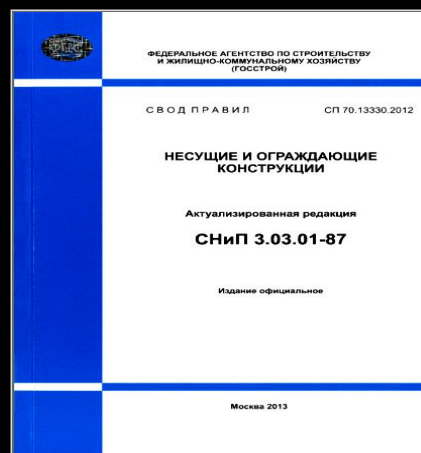 ФЕДЕРАЛЬНОЕ АГЕНТСТВО ПО СТРОИТЕЛЬСТВУ
И ЖИЛИЩНО-КОММУНАЛЬНОМУ ХОЗЯЙСТВУ
(ГОССТРОЙ)
СВОД ПРАВИЛ СП 70.13330.2012
НЕСУЩИЕ И ОГРАЖДАЮЩИЕ
КОНСТРУКЦИИ
Актуализированная редакция
СНиП 3.03.01-87
Издание официальное
Москва 2013